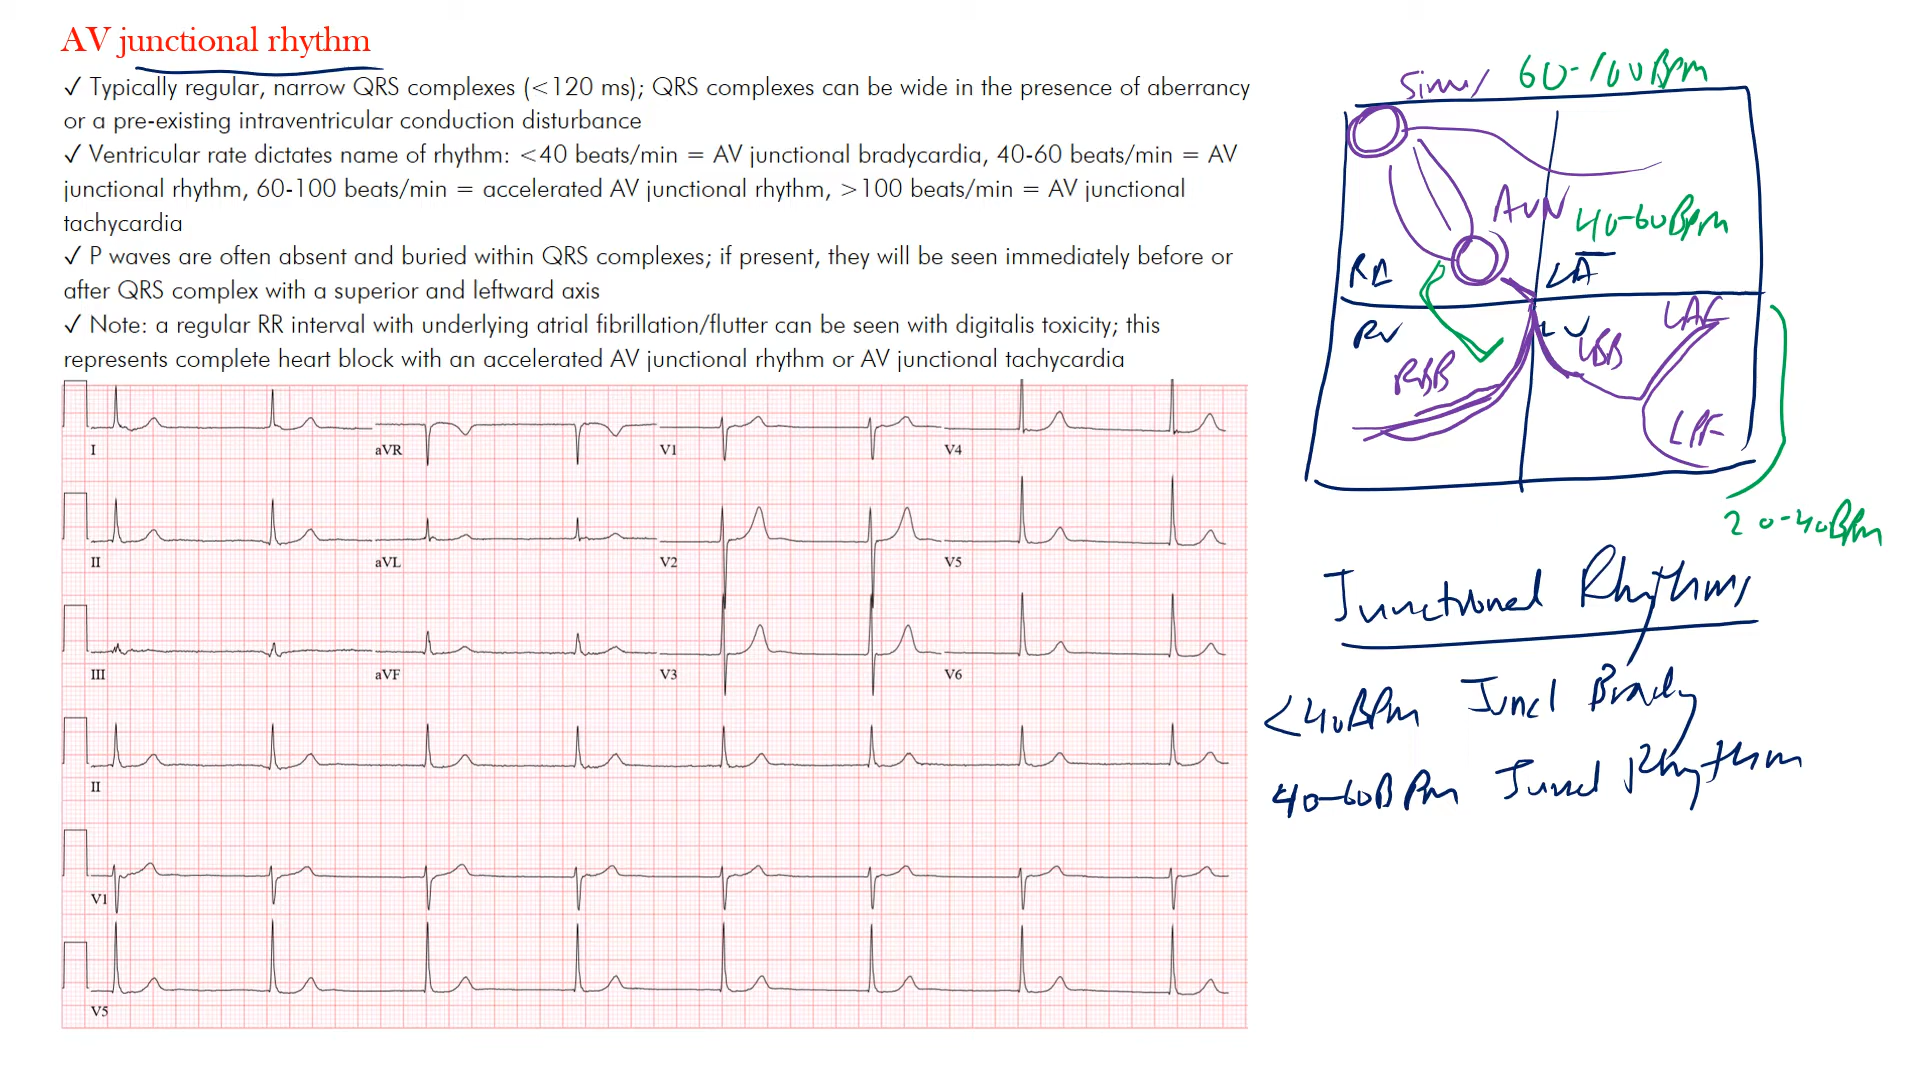 AV junctional rhythm
✓ Typically regular, narrow QRS complexes (<120 ms); QRS complexes can be wide in the presence of aberrancy
or a pre-existing intraventricular conduction disturbance
✓ Ventricular rate dictates name of rhythm: <40 beats/min = AV junctional bradycardia, 40-60 beats/min = AV
junctional rhythm, 60-100 beats/min = accelerated AV junctional rhythm, >100 beats/min = AV junctional
tachycardia
✓ P waves are often absent and buried within QRS complexes; if present, they will be seen immediately before or
after QRS complex with a superior and leftward axis
✓ Note: a regular RR interval with underlying atrial fibrillation/flutter can be seen with digitalis toxicity; this
represents complete heart block with an accelerated AV junctional rhythm or AV junctional tachycardia
I aVR V1 V4
II aVL V2 V5
III aVF V3 V6
II
V1
V5
Sinus 60-100 BPM
AVN 40-60 BPM
RA LA
RV LV
RBB LBB LAF
LPF
20-40 BPM
Junctional Rhythms
<40 BPM Junct Brady
40-60 BPM Junct Rhythm